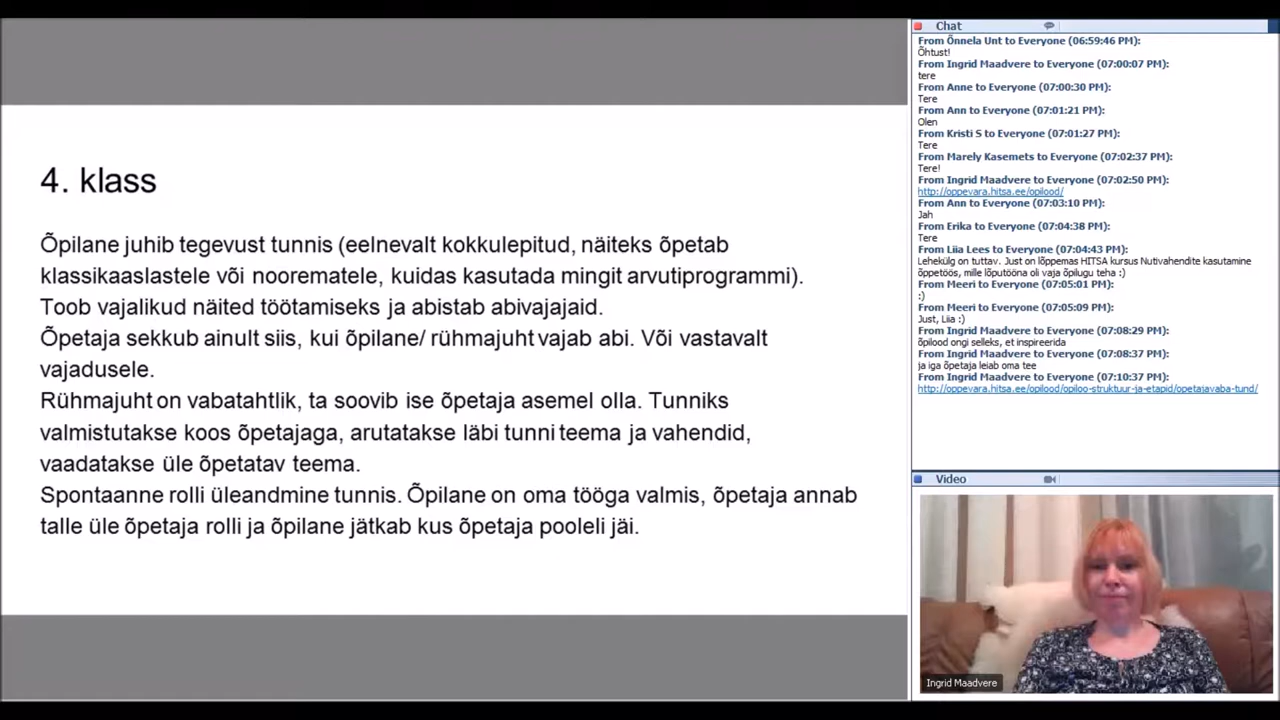 4. klass
Õpilane juhib tegevust tunnis (eelnevalt kokkulepitud, näiteks õpetab
klassikaaslastele või noorematele, kuidas kasutada mingit arvutiprogrammi).
Toob vajalikud näited töötamiseks ja abistab abivajajaid.
Õpetaja sekkub ainult siis, kui õpilane/ rühmajuht vajab abi. Või vastavalt
vajadusele.
Rühmajuht on vabatahtlik, ta soovib ise õpetaja asemel olla. Tunniks
valmistutakse koos õpetajaga, arutatakse läbi tunni teema ja vahendid,
vaadatakse üle õpetatav teema.
Spontaanne rolli üleandmine tunnis. Õpilane on oma tööga valmis, õpetaja annab
talle üle õpetaja rolli ja õpilane jätkab kus õpetaja pooleli jäi.
Chat
From Õnnela Unt to Everyone (06:59:46 PM):
Õhtust!
From Ingrid Maadvere to Everyone (07:00:07 PM):
tere
From Anne to Everyone (07:00:30 PM):
Tere
From Ann to Everyone (07:01:21 PM):
Olen
From Kristi S to Everyone (07:01:27 PM):
Tere
From Marely Kasemets to Everyone (07:02:37 PM):
Tere!
From Ingrid Maadvere to Everyone (07:02:50 PM):
http://oppevara.hitsa.ee/opilood/
From Ann to Everyone (07:03:10 PM):
Jah
From Erika to Everyone (07:04:38 PM):
Tere
From Liia Lees to Everyone (07:04:43 PM):
Lehekülg on tuttav. Just on lõppemas HITSA kursus Nutivahendite kasutamine
õppetöös, mille lõputööna oli vaja õpilugu teha :)
From Meeri to Everyone (07:05:01 PM):
:)
From Meeri to Everyone (07:05:09 PM):
Just, Liia :)
From Ingrid Maadvere to Everyone (07:08:29 PM):
õpilood ongi selleks, et inspireerida
From Ingrid Maadvere to Everyone (07:08:37 PM):
ja iga õpetaja leiab oma tee
From Ingrid Maadvere to Everyone (07:10:37 PM):
http://oppevara.hitsa.ee/opilood/opiloo-struktuur-ja-etapid/opetajavaba-tund/
Video
Ingrid Maadvere